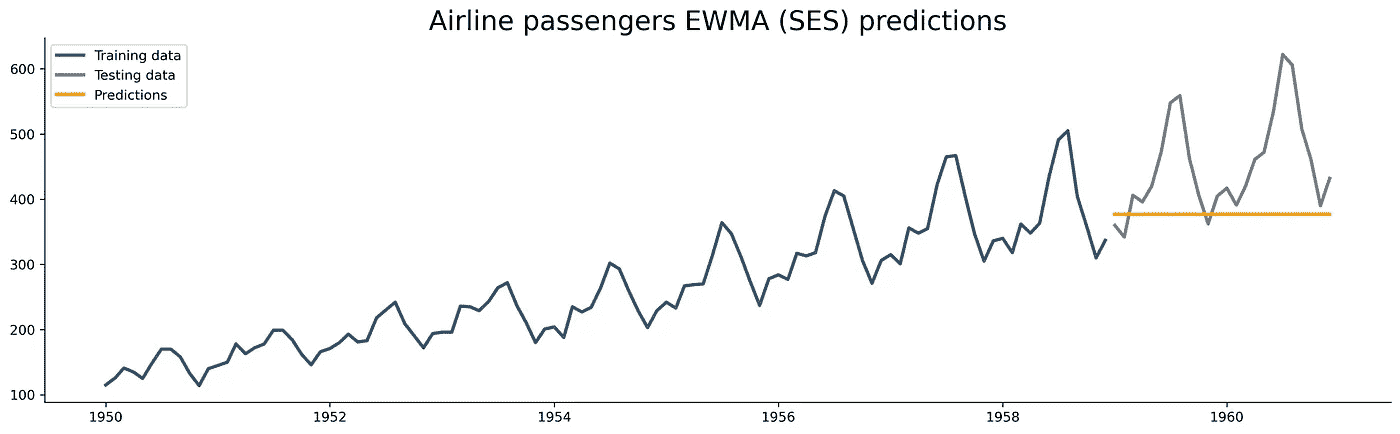 Airline passengers EWMA (SES) predictions
Training data
Testing data
Predictions
600
500
400
300
200
100
1950 1952 1954 1956 1958 1960